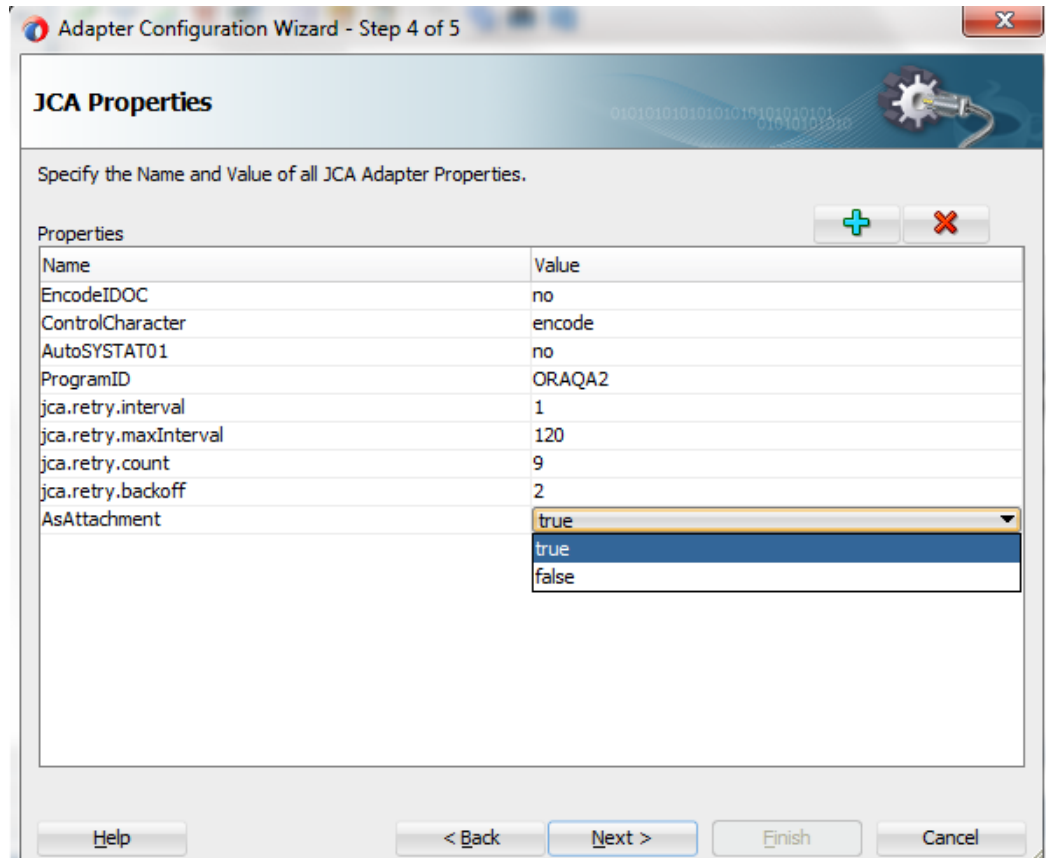 Adapter Configuration Wizard - Step 4 of 5
JCA Properties
Specify the Name and Value of all JCA Adapter Properties.
Properties
Name Value
EncodeIDOC no
ControlCharacter encode
AutoSYSTAT01 no
ProgramID ORAQA2
jca.retry.interval 1
jca.retry.maxInterval 120
jca.retry.count 9
jca.retry.backoff 2
AsAttachment true
true
false
Help < Back Next > Finish Cancel